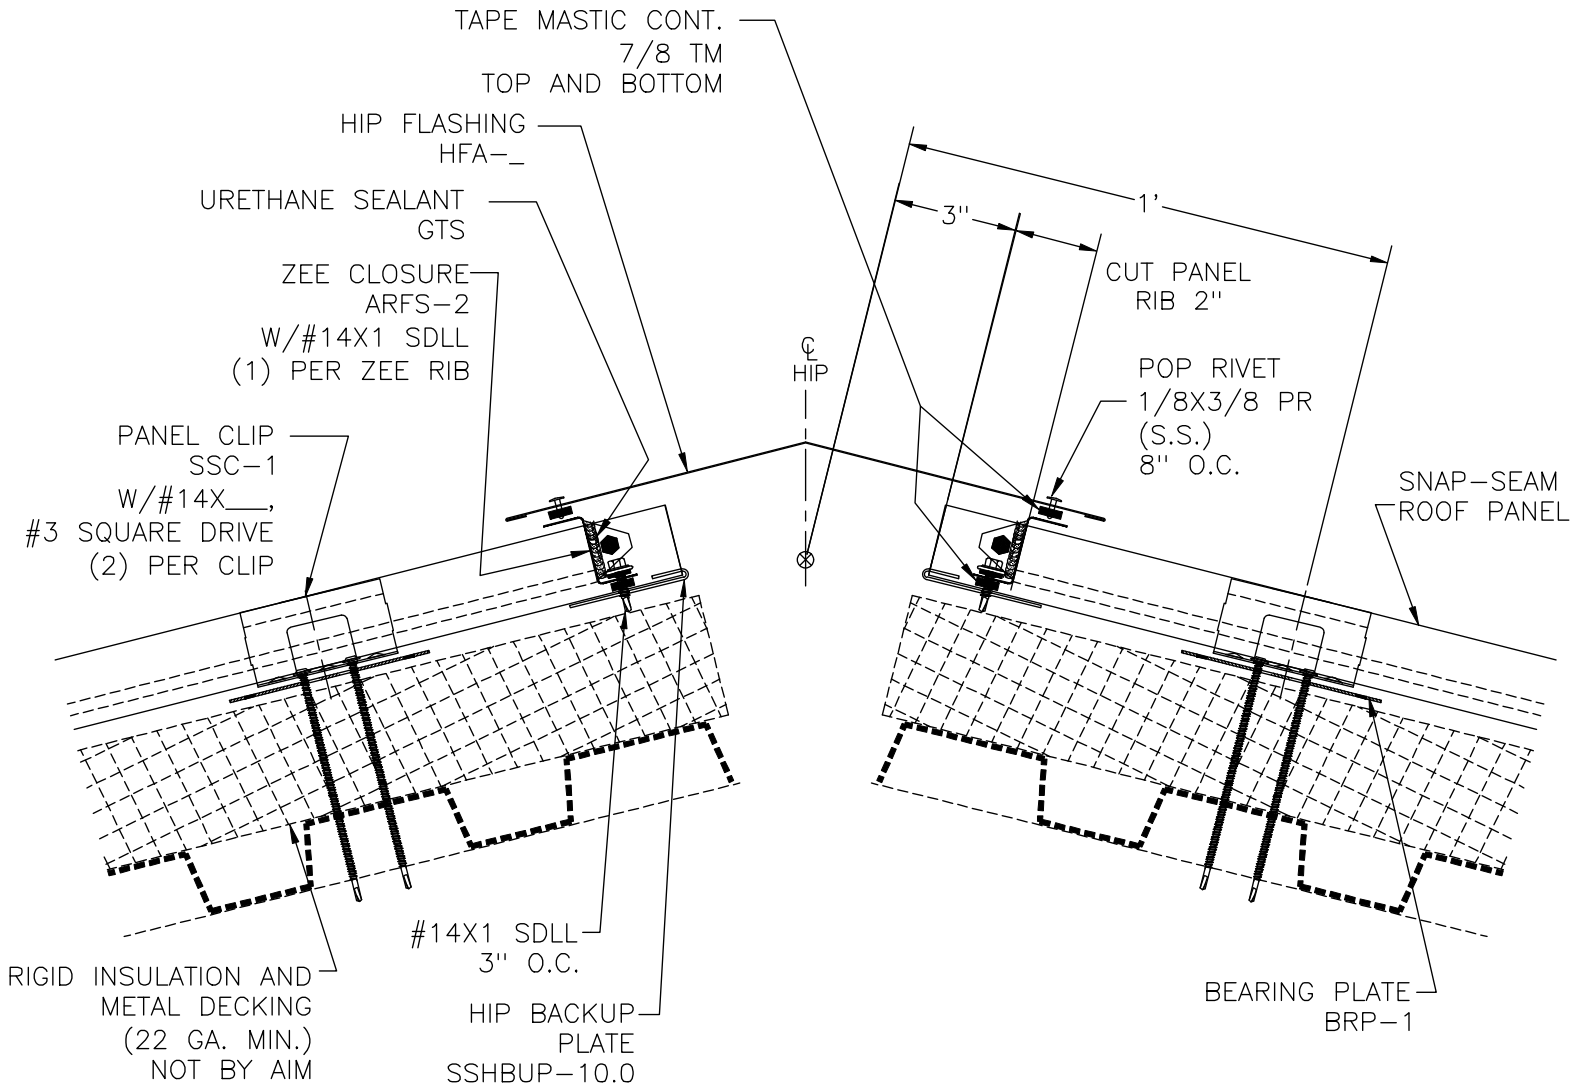 TAPE MASTIC CONT.
7/8 TM
TOP AND BOTTOM
HIP FLASHING
HFA-_
URETHANE SEALANT
GTS
ZEE CLOSURE
ARFS-2
W/#14X1 SDLL
(1) PER ZEE RIB
PANEL CLIP
SSC-1
W/#14X___,
#3 SQUARE DRIVE
(2) PER CLIP
1'
3"
CUT PANEL
RIB 2"
℄
HIP
POP RIVET
1/8X3/8 PR
(S.S.)
8" O.C.
SNAP-SEAM
ROOF PANEL
#14X1 SDLL
3" O.C.
RIGID INSULATION AND
METAL DECKING
(22 GA. MIN.)
NOT BY AIM
HIP BACKUP
PLATE
SSHBUP-10.0
BEARING PLATE
BRP-1